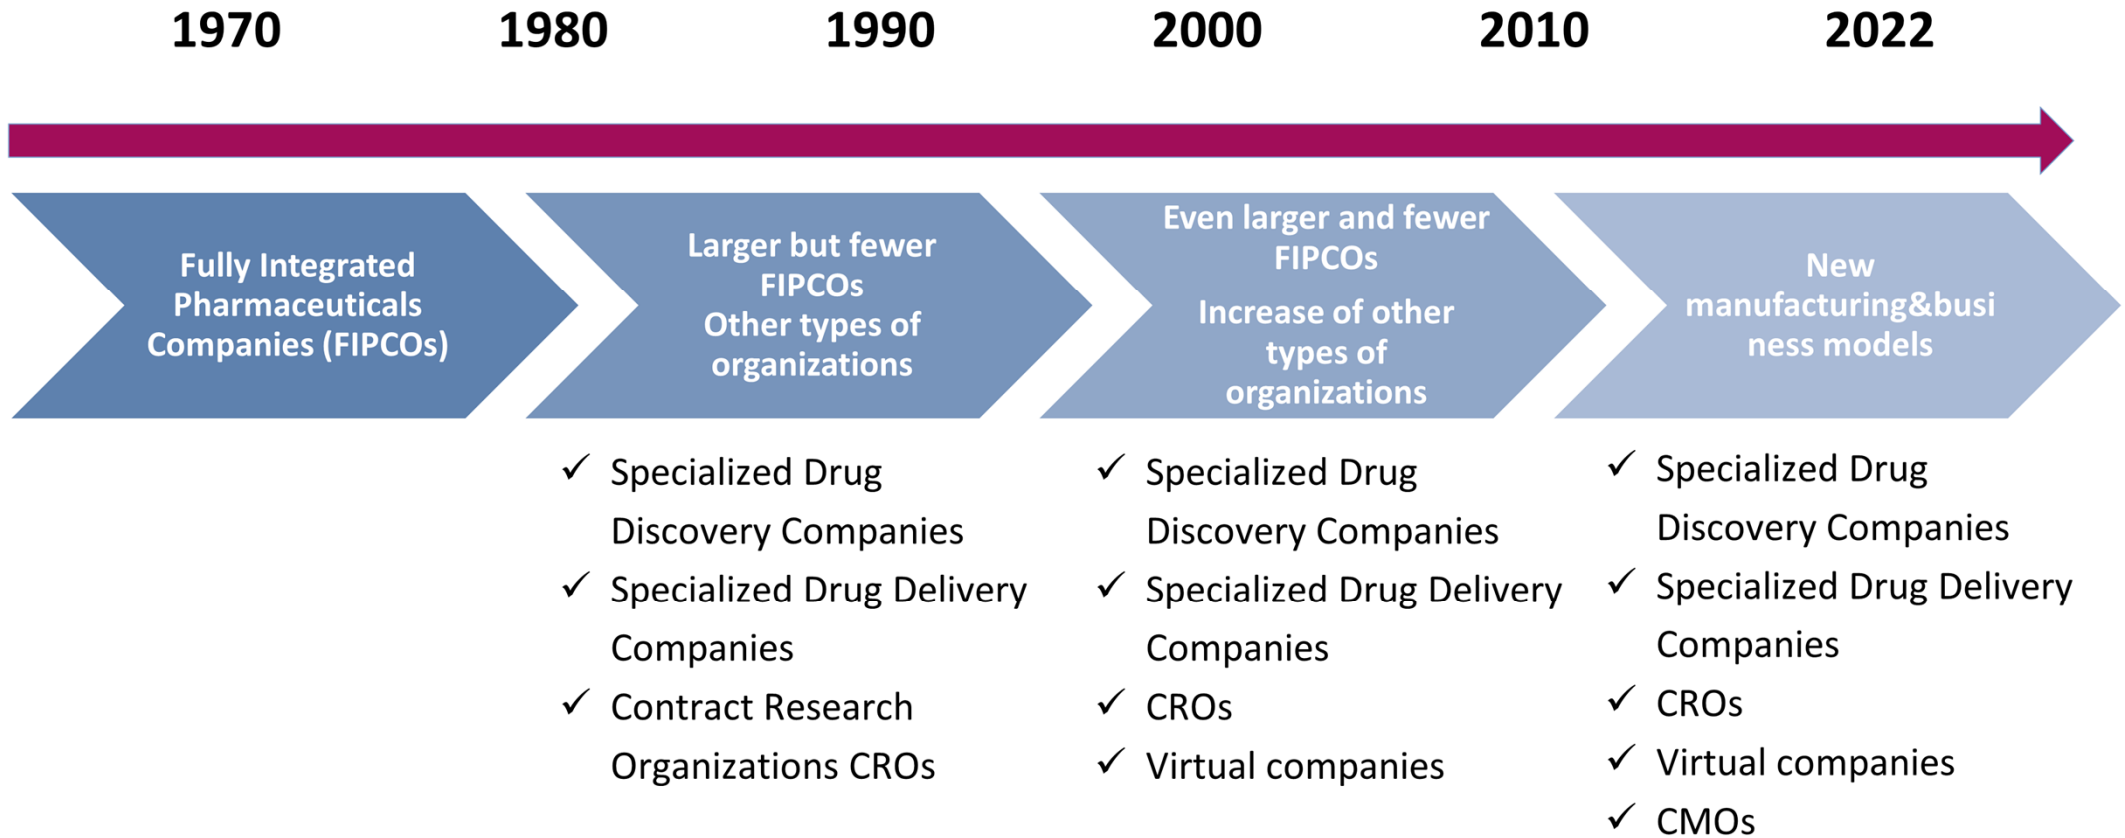 1970 1980 1990 2000 2010 2022
Fully Integrated
Pharmaceuticals
Companies (FIPCOs)
Larger but fewer
FIPCOs
Other types of
organizations
Even larger and fewer
FIPCOs
Increase of other
types of
organizations
New
manufacturing&busi
ness models
✓ Specialized Drug
Discovery Companies
✓ Specialized Drug Delivery
Companies
✓ Contract Research
Organizations CROs
✓ Specialized Drug
Discovery Companies
✓ Specialized Drug Delivery
Companies
✓ CROs
✓ Virtual companies
✓ Specialized Drug
Discovery Companies
✓ Specialized Drug Delivery
Companies
✓ CROs
✓ Virtual companies
✓ CMOs